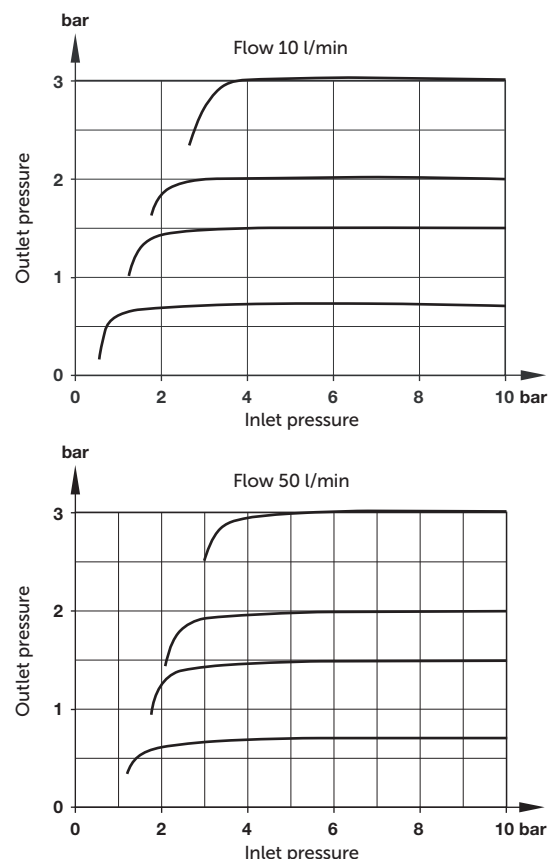 bar
Flow 10 l/min
3
2
1
0
Outlet pressure
0 2 4 6 8 10 bar
Inlet pressure
bar
Flow 50 l/min
3
2
1
0
Outlet pressure
0 2 4 6 8 10 bar
Inlet pressure